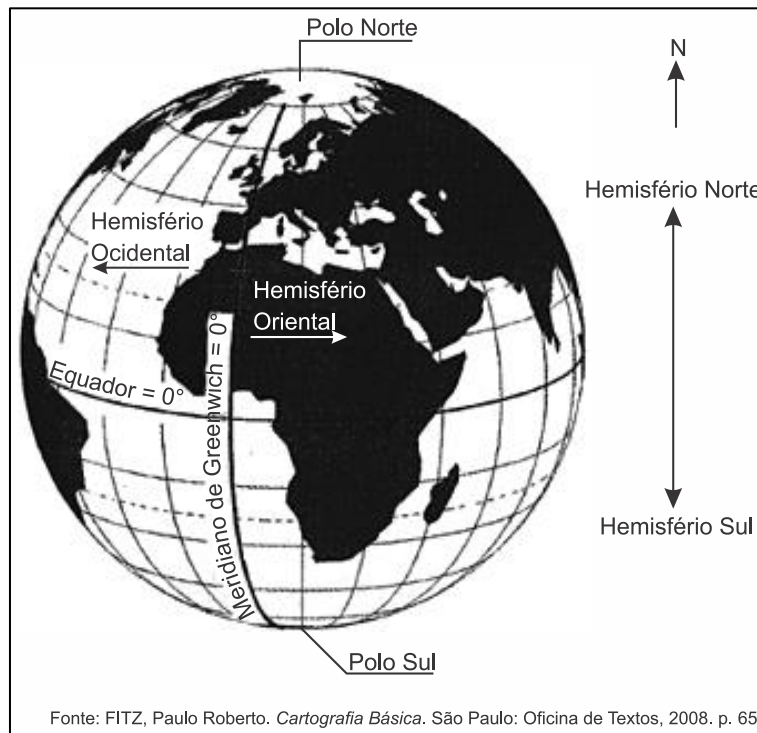 Polo Norte
N
Hemisfério Norte
Hemisfério
Ocidental
Hemisfério
Oriental
Meridiano de Greenwich = 0°
Equador = 0°
Hemisfério Sul
Polo Sul
Fonte: FITZ, Paulo Roberto. Cartografia Básica. São Paulo: Oficina de Textos, 2008. p. 65